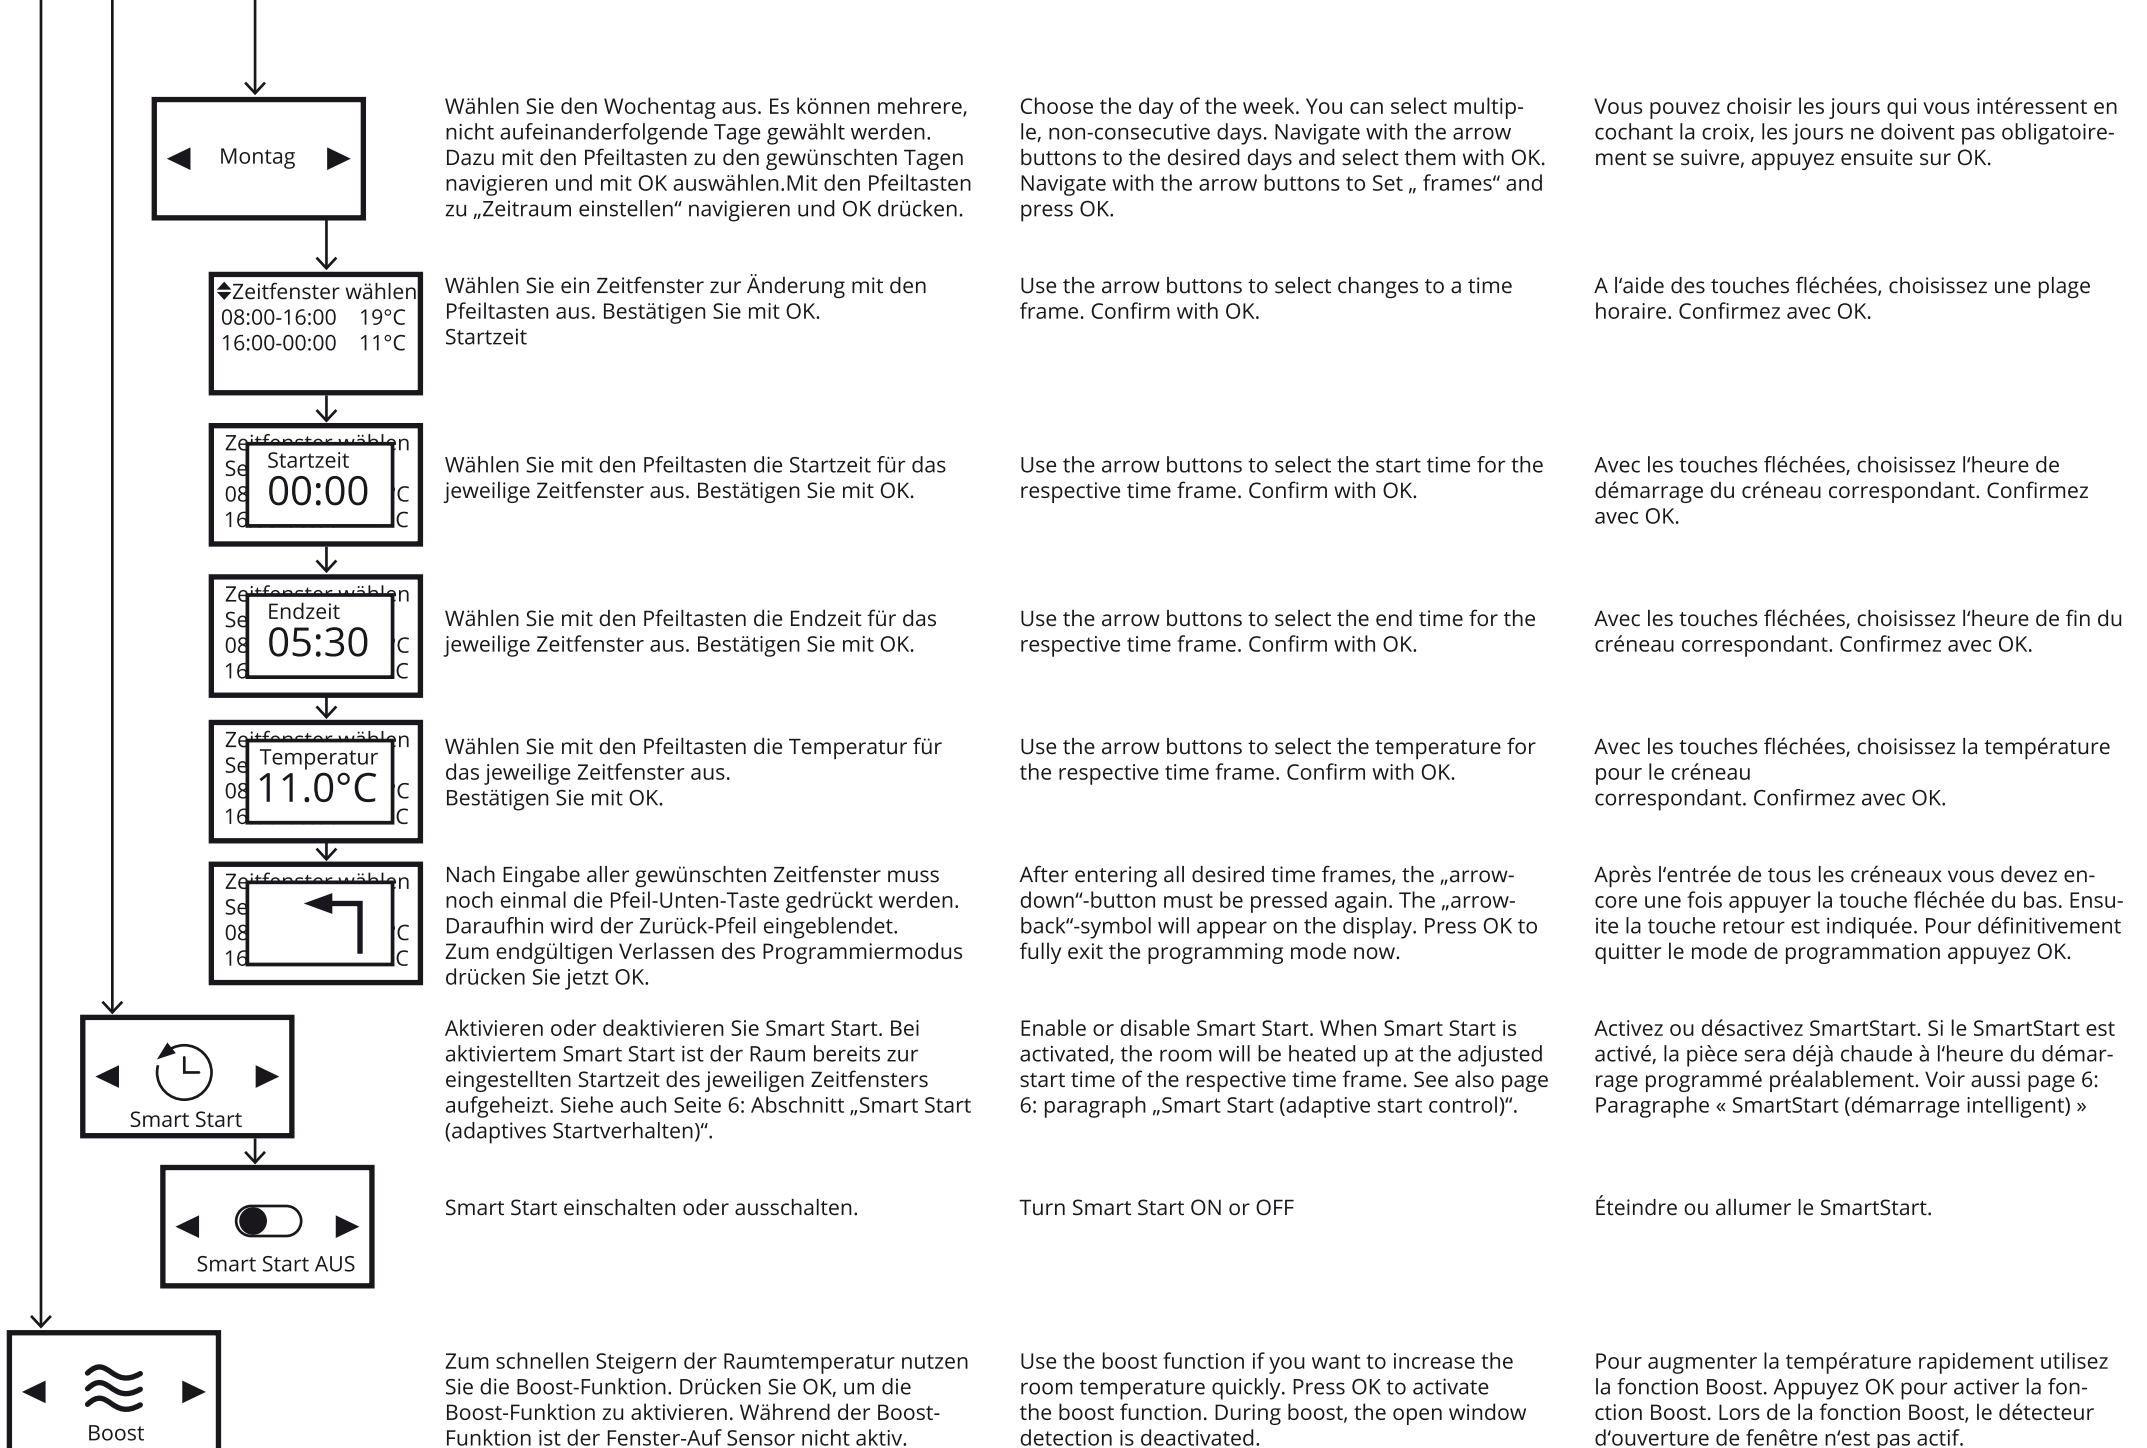 Montag
Wählen Sie den Wochentag aus. Es können mehrere,
nicht aufeinanderfolgende Tage gewählt werden.
Dazu mit den Pfeiltasten zu den gewünschten Tagen
navigieren und mit OK auswählen.Mit den Pfeiltasten
zu „Zeitraum einstellen“ navigieren und OK drücken.
Choose the day of the week. You can select multip-
le, non-consecutive days. Navigate with the arrow
buttons to the desired days and select them with OK.
Navigate with the arrow buttons to Set „ frames“ and
press OK.
Vous pouvez choisir les jours qui vous intéressent en
cochant la croix, les jours ne doivent pas obligatoire-
ment se suivre, appuyez ensuite sur OK.
Zeitfenster wählen
08:00-16:00 19°C
16:00-00:00 11°C
Wählen Sie ein Zeitfenster zur Änderung mit den
Pfeiltasten aus. Bestätigen Sie mit OK.
Startzeit
Use the arrow buttons to select changes to a time
frame. Confirm with OK.
A l‘aide des touches fléchées, choisissez une plage
horaire. Confirmez avec OK.
Zeitfenster wählen
Se
08 °C
16 C
Startzeit
00:00
Wählen Sie mit den Pfeiltasten die Startzeit für das
jeweilige Zeitfenster aus. Bestätigen Sie mit OK.
Use the arrow buttons to select the start time for the
respective time frame. Confirm with OK.
Avec les touches fléchées, choisissez l‘heure de
démarrage du créneau correspondant. Confirmez
avec OK.
Zeitfenster wählen
Se
08 °C
16 C
Endzeit
05:30
Wählen Sie mit den Pfeiltasten die Endzeit für das
jeweilige Zeitfenster aus. Bestätigen Sie mit OK.
Use the arrow buttons to select the end time for the
respective time frame. Confirm with OK.
Avec les touches fléchées, choisissez l‘heure de fin du
créneau correspondant. Confirmez avec OK.
Zeitfenster wählen
Se
08 °C
16 C
Temperatur
11.0°C
Wählen Sie mit den Pfeiltasten die Temperatur für
das jeweilige Zeitfenster aus.
Bestätigen Sie mit OK.
Use the arrow buttons to select the temperature for
the respective time frame. Confirm with OK.
Avec les touches fléchées, choisissez la température
pour le créneau
correspondant. Confirmez avec OK.
Zeitfenster wählen
Se
08 °C
16 C
Nach Eingabe aller gewünschten Zeitfenster muss
noch einmal die Pfeil-Unten-Taste gedrückt werden.
Daraufhin wird der Zurück-Pfeil eingeblendet.
Zum endgültigen Verlassen des Programmiermodus
drücken Sie jetzt OK.
After entering all desired time frames, the „arrow-
down“-button must be pressed again. The „arrow-
back“-symbol will appear on the display. Press OK to
fully exit the programming mode now.
Après l‘entrée de tous les créneaux vous devez en-
core une fois appuyer la touche fléchée du bas. Ensu-
ite la touche retour est indiquée. Pour définitivement
quitter le mode de programmation appuyez OK.
Smart Start
Aktivieren oder deaktivieren Sie Smart Start. Bei
aktiviertem Smart Start ist der Raum bereits zur
eingestellten Startzeit des jeweiligen Zeitfensters
aufgeheizt. Siehe auch Seite 6: Abschnitt „Smart Start
(adaptives Startverhalten)“.
Enable or disable Smart Start. When Smart Start is
activated, the room will be heated up at the adjusted
start time of the respective time frame. See also page
6: paragraph „Smart Start (adaptive start control)“.
Activez ou désactivez SmartStart. Si le SmartStart est
activé, la pièce sera déjà chaude à l‘heure du démar-
rage programmé préalablement. Voir aussi page 6:
Paragraphe « SmartStart (démarrage intelligent) »
Smart Start AUS
Smart Start einschalten oder ausschalten.
Turn Smart Start ON or OFF
Éteindre ou allumer le SmartStart.
Boost
Zum schnellen Steigern der Raumtemperatur nutzen
Sie die Boost-Funktion. Drücken Sie OK, um die
Boost-Funktion zu aktivieren. Während der Boost-
Funktion ist der Fenster-Auf Sensor nicht aktiv.
Use the boost function if you want to increase the
room temperature quickly. Press OK to activate
the boost function. During boost, the open window
detection is deactivated.
Pour augmenter la température rapidement utilisez
la fonction Boost. Appuyez OK pour activer la fon-
ction Boost. Lors de la fonction Boost, le détecteur
d‘ouverture de fenêtre n‘est pas actif.